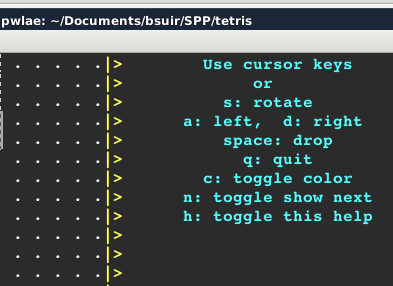 pwlae: ~/Documents/bsuir/SPP/tetris
. . . . .|> Use cursor keys
. . . . .|> or
. . . . .|> s: rotate
. . . . .|> a: left,  d: right
. . . . .|> space: drop
. . . . .|> q: quit
. . . . .|> c: toggle color
. . . . .|> n: toggle show next
. . . . .|> h: toggle this help
. . . . .|>
. . . . .|>
. . . . .|>